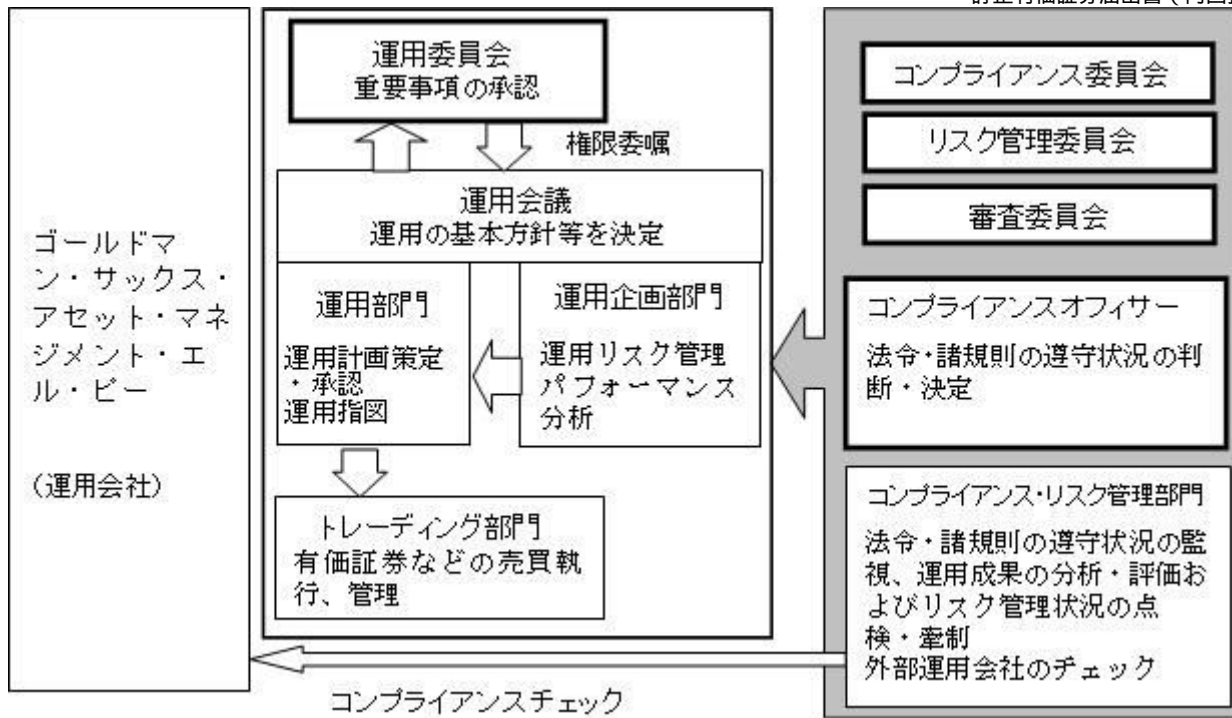 運用委員会
重要事項の承認
権限委嘱
運用会議
運用の基本方針等を決定
運用部門
運用計画策定
・承認
運用指図
運用企画部門
運用リスク管理
パフォーマンス
分析
トレーディング部門
有価証券などの売買執
行、管理
ゴールドマ
ン・サックス・
アセット・マネ
ジメント・エ
ル・ピー
(運用会社)
コンプライアンス委員会
リスク管理委員会
審査委員会
コンプライアンスオフィサー
法令・諸規則の遵守状況の判
断・決定
コンプライアンス・リスク管理部門
法令・諸規則の遵守状況の監
視、運用成果の分析・評価お
よびリスク管理状況の点
検・牽制
外部運用会社のチェック
コンプライアンスチェック